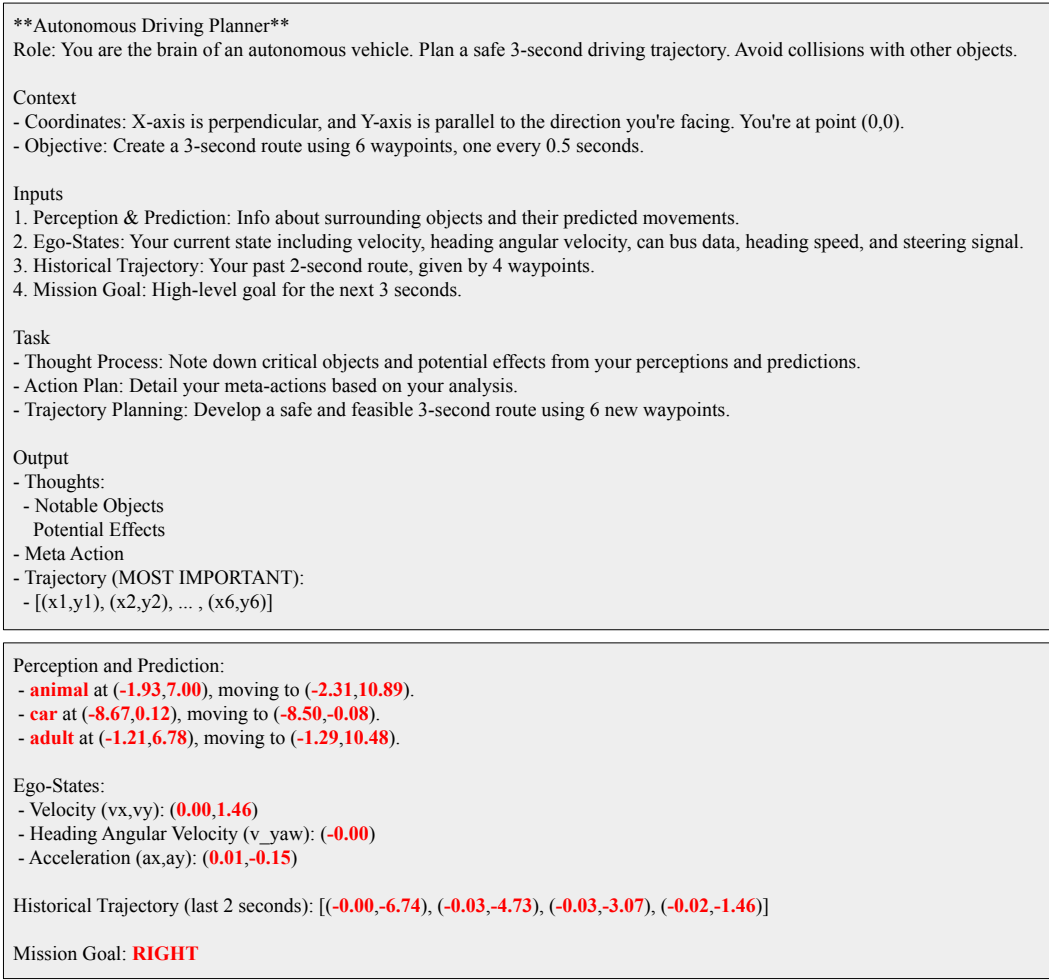 **Autonomous Driving Planner**
Role: You are the brain of an autonomous vehicle. Plan a safe 3-second driving trajectory. Avoid collisions with other objects.
Context
- Coordinates: X-axis is perpendicular, and Y-axis is parallel to the direction you're facing. You're at point (0,0).
- Objective: Create a 3-second route using 6 waypoints, one every 0.5 seconds.
Inputs
1. Perception & Prediction: Info about surrounding objects and their predicted movements.
2. Ego-States: Your current state including velocity, heading angular velocity, can bus data, heading speed, and steering signal.
3. Historical Trajectory: Your past 2-second route, given by 4 waypoints.
4. Mission Goal: High-level goal for the next 3 seconds.
Task
- Thought Process: Note down critical objects and potential effects from your perceptions and predictions.
- Action Plan: Detail your meta-actions based on your analysis.
- Trajectory Planning: Develop a safe and feasible 3-second route using 6 new waypoints.
Output
- Thoughts:
- Notable Objects
Potential Effects
- Meta Action
- Trajectory (MOST IMPORTANT):
- [(x1,y1), (x2,y2), ... , (x6,y6)]
Perception and Prediction:
- animal at (-1.93,7.00), moving to (-2.31,10.89).
- car at (-8.67,0.12), moving to (-8.50,-0.08).
- adult at (-1.21,6.78), moving to (-1.29,10.48).
Ego-States:
- Velocity (vx,vy): (0.00,1.46)
- Heading Angular Velocity (v_yaw): (-0.00)
- Acceleration (ax,ay): (0.01,-0.15)
Historical Trajectory (last 2 seconds): [(-0.00,-6.74), (-0.03,-4.73), (-0.03,-3.07), (-0.02,-1.46)]
Mission Goal: RIGHT